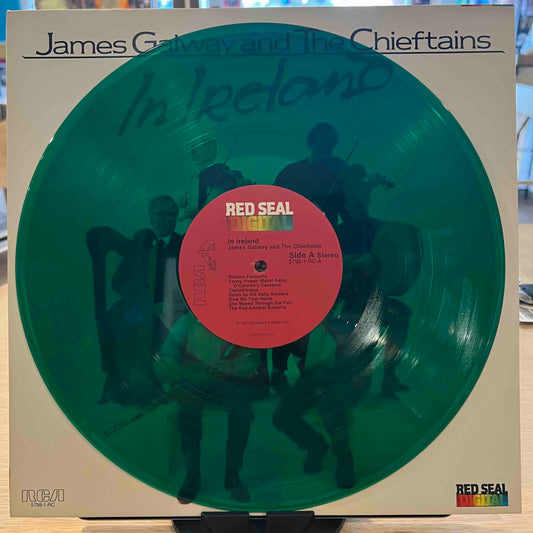 James Galway and The Chieftains
In Ireland
RED SEAL
DIGITAL
In Ireland
James Galway and The Chieftains
Side A Stereo
5798-1-RC-A
RCA
Roches Favourite
Fanny Power; Mabel Kelly;
O'Carolan's Concerto
Carrickfergus
Down by the Sally Gardens
Give Me Your Hand
She Moved Through the Fair
The Red Admiral Butterfly
RCA
5798-1-RC
RED SEAL
DIGITAL